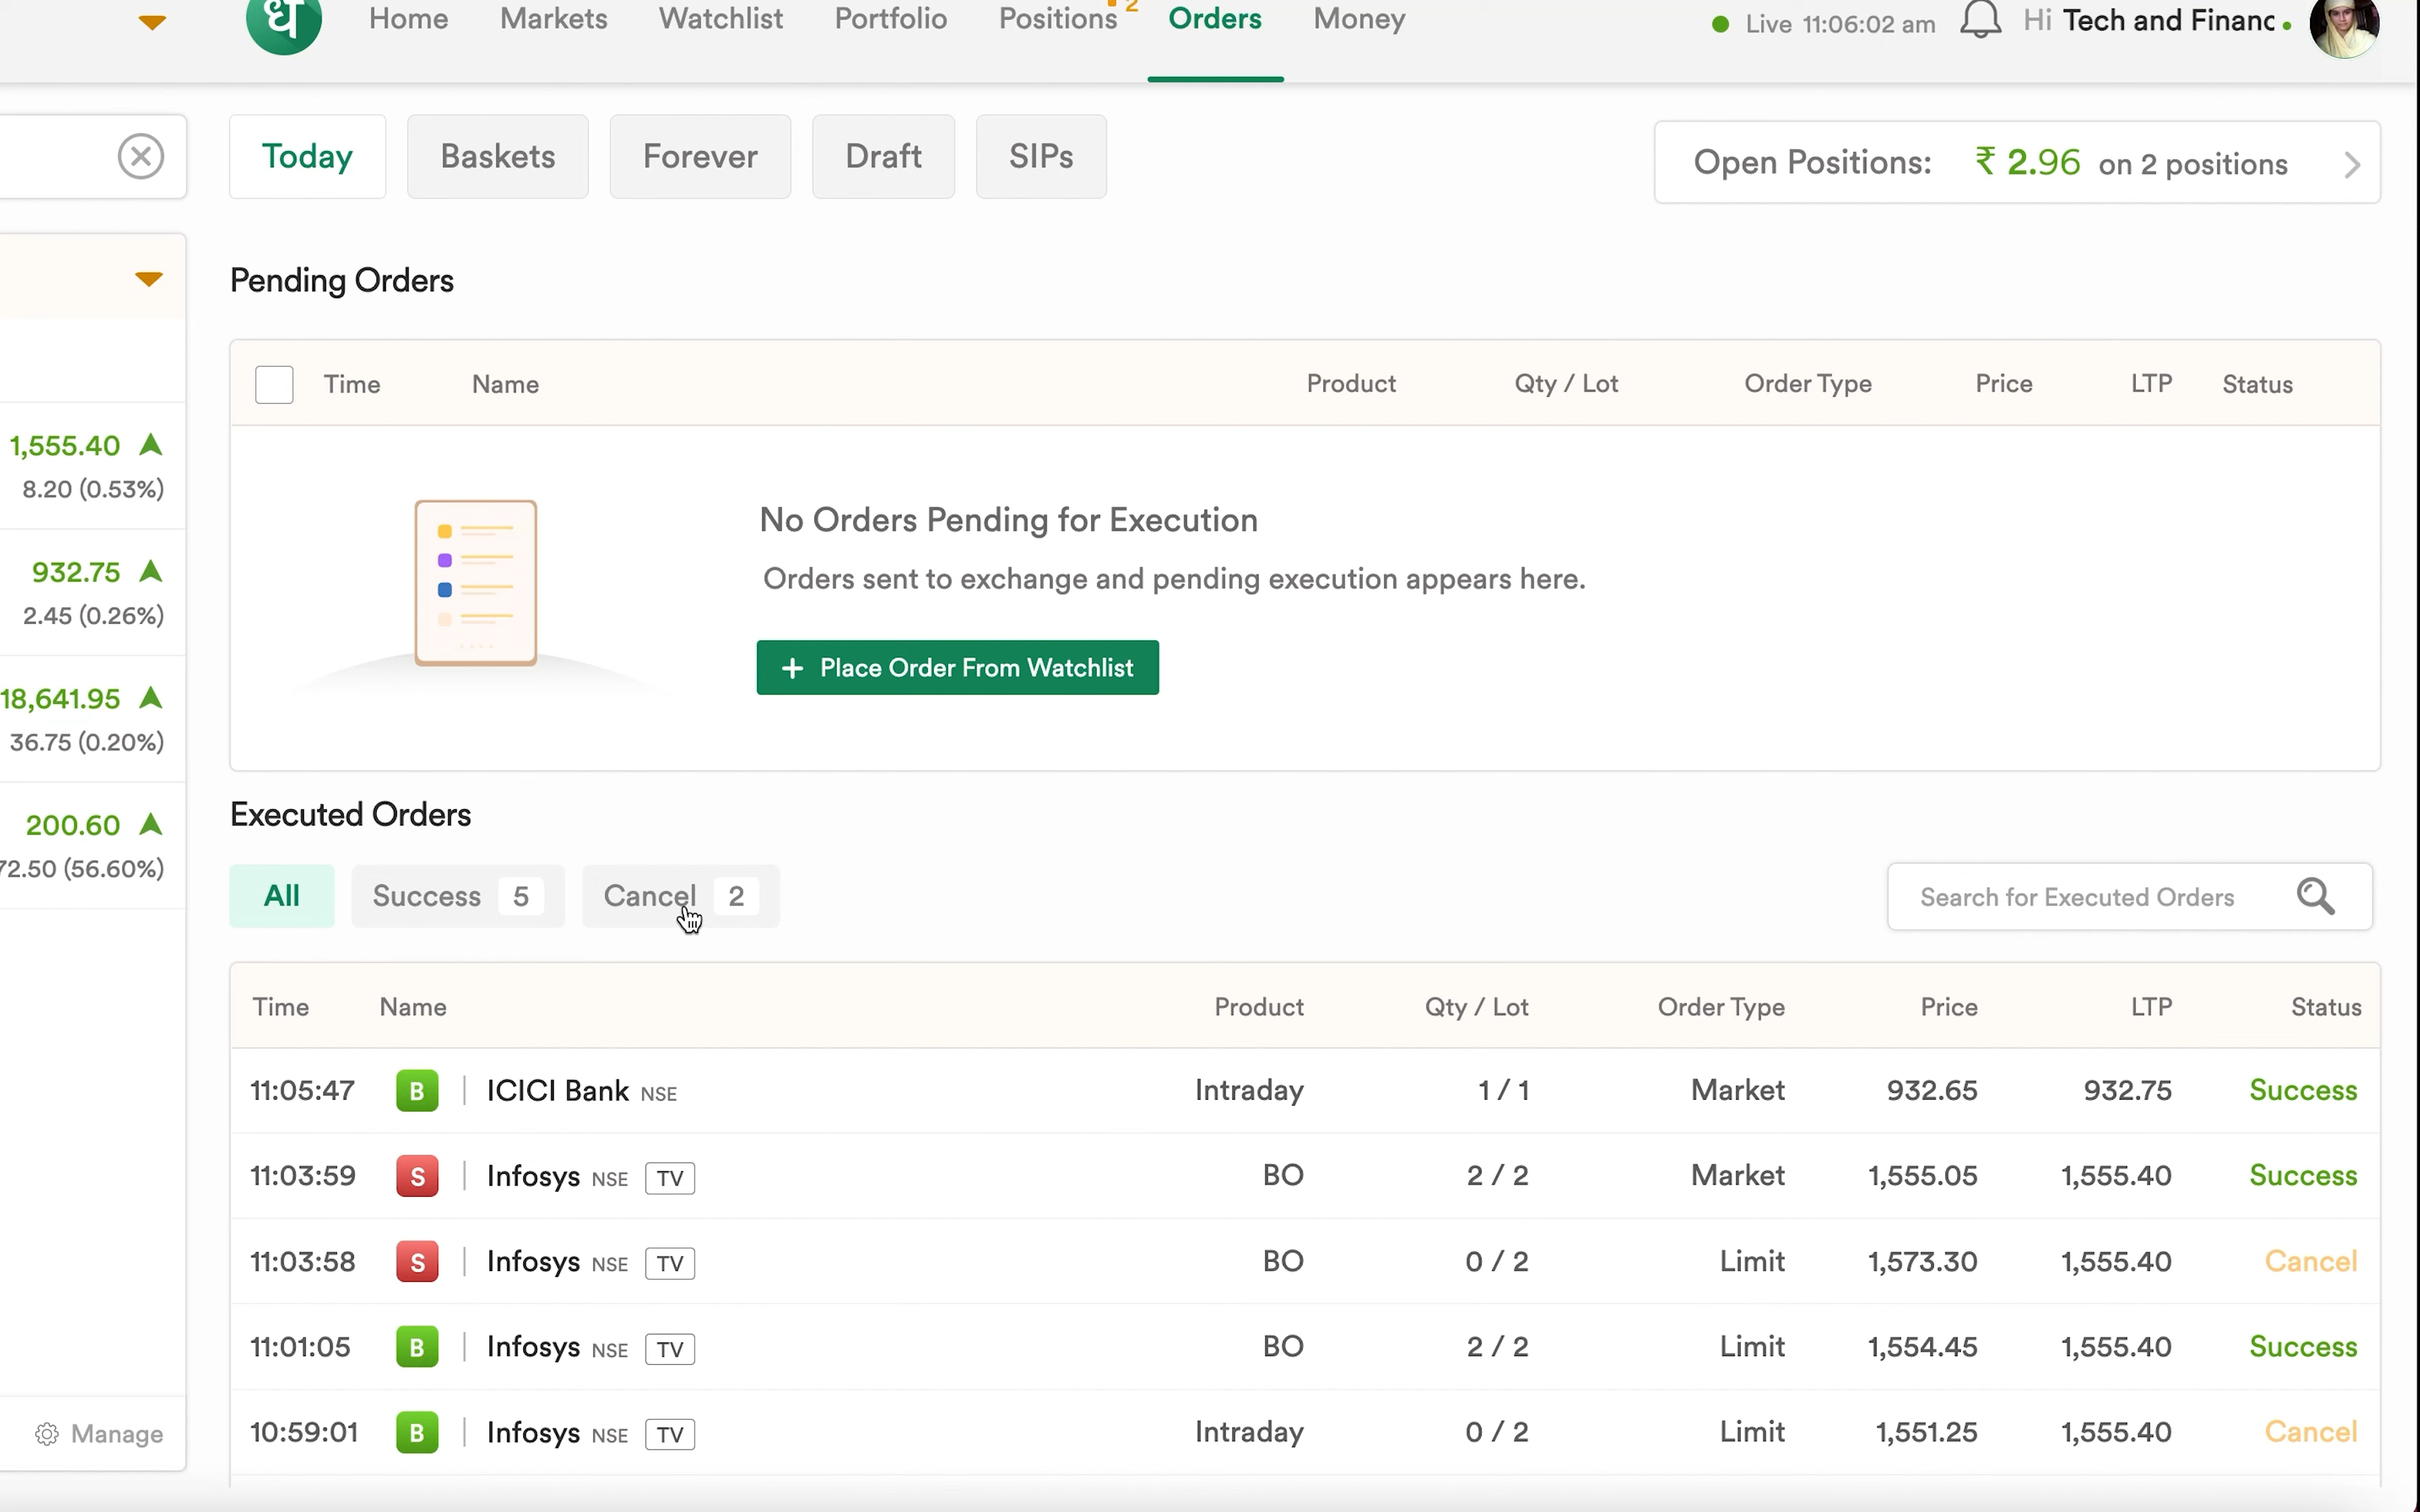 ध Home Markets Watchlist Portfolio Positions 2 Orders Money Live 11:06:02 am Hi Tech and Financ
Today Baskets Forever Draft SIPs Open Positions: ₹ 2.96 on 2 positions
Pending Orders
Time Name Product Qty / Lot Order Type Price LTP Status
1,555.40
8.20 (0.53%)
932.75
2.45 (0.26%)
18,641.95
36.75 (0.20%)
200.60
72.50 (56.60%)
Manage
No Orders Pending for Execution
Orders sent to exchange and pending execution appears here.
+ Place Order From Watchlist
Executed Orders
All Success 5 Cancel 2 Search for Executed Orders
Time Name Product Qty / Lot Order Type Price LTP Status
11:05:47 B | ICICI Bank NSE Intraday 1 / 1 Market 932.65 932.75 Success
11:03:59 S | Infosys NSE TV BO 2 / 2 Market 1,555.05 1,555.40 Success
11:03:58 S | Infosys NSE TV BO 0 / 2 Limit 1,573.30 1,555.40 Cancel
11:01:05 B | Infosys NSE TV BO 2 / 2 Limit 1,554.45 1,555.40 Success
10:59:01 B | Infosys NSE TV Intraday 0 / 2 Limit 1,551.25 1,555.40 Cancel